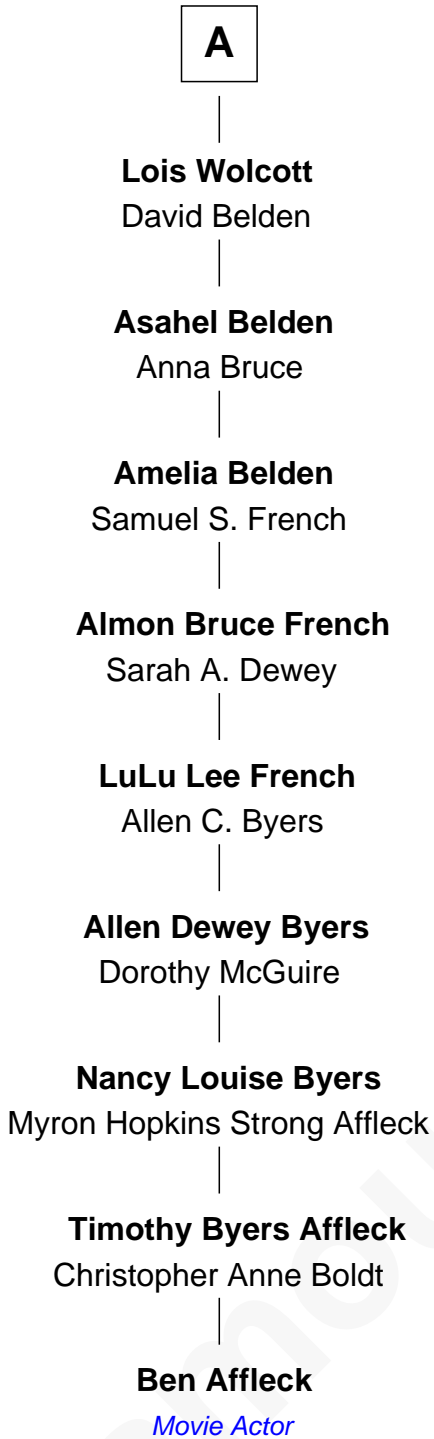 A
Lois Wolcott
David Belden
Asahel Belden
Anna Bruce
Amelia Belden
Samuel S. French
Almon Bruce French
Sarah A. Dewey
LuLu Lee French
Allen C. Byers
Allen Dewey Byers
Dorothy McGuire
Nancy Louise Byers
Myron Hopkins Strong Affleck
Timothy Byers Affleck
Christopher Anne Boldt
Ben Affleck
Movie Actor